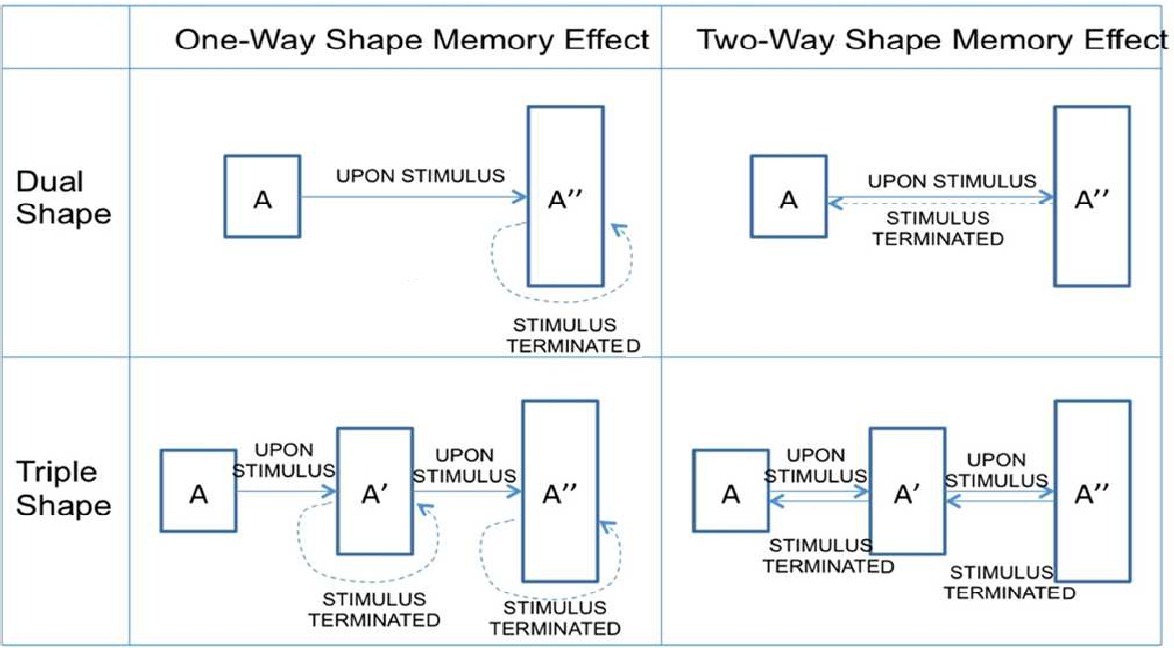 One-Way Shape Memory Effect
Two-Way Shape Memory Effect
Dual
Shape
A
UPON STIMULUS
A′′
STIMULUS
TERMINATED
A
UPON STIMULUS
STIMULUS
TERMINATED
A′′
Triple
Shape
A
UPON
STIMULUS
A′
UPON
STIMULUS
A′′
STIMULUS
TERMINATED
STIMULUS
TERMINATED
A
UPON
STIMULUS
A′
UPON
STIMULUS
A′′
STIMULUS
TERMINATED
STIMULUS
TERMINATED